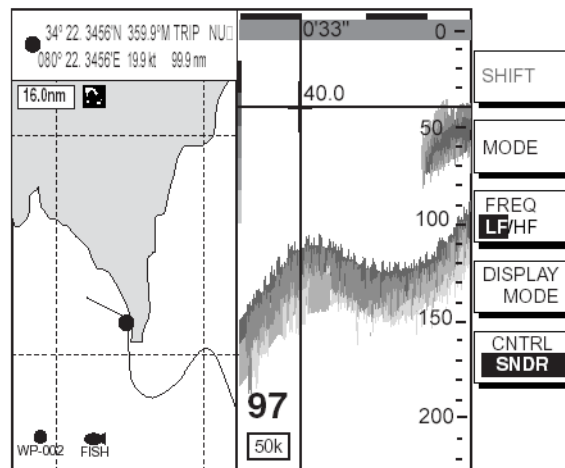 34° 22. 3456'N 359.9°M TRIP NU□
080° 22. 3456'E 19.9 kt 99.9 nm
16.0nm
WP-002 FISH
0'33"
40.0
0
50
100
150
200
97
50k
SHIFT
MODE
FREQ
LF/HF
DISPLAY
MODE
CNTRL
SNDR